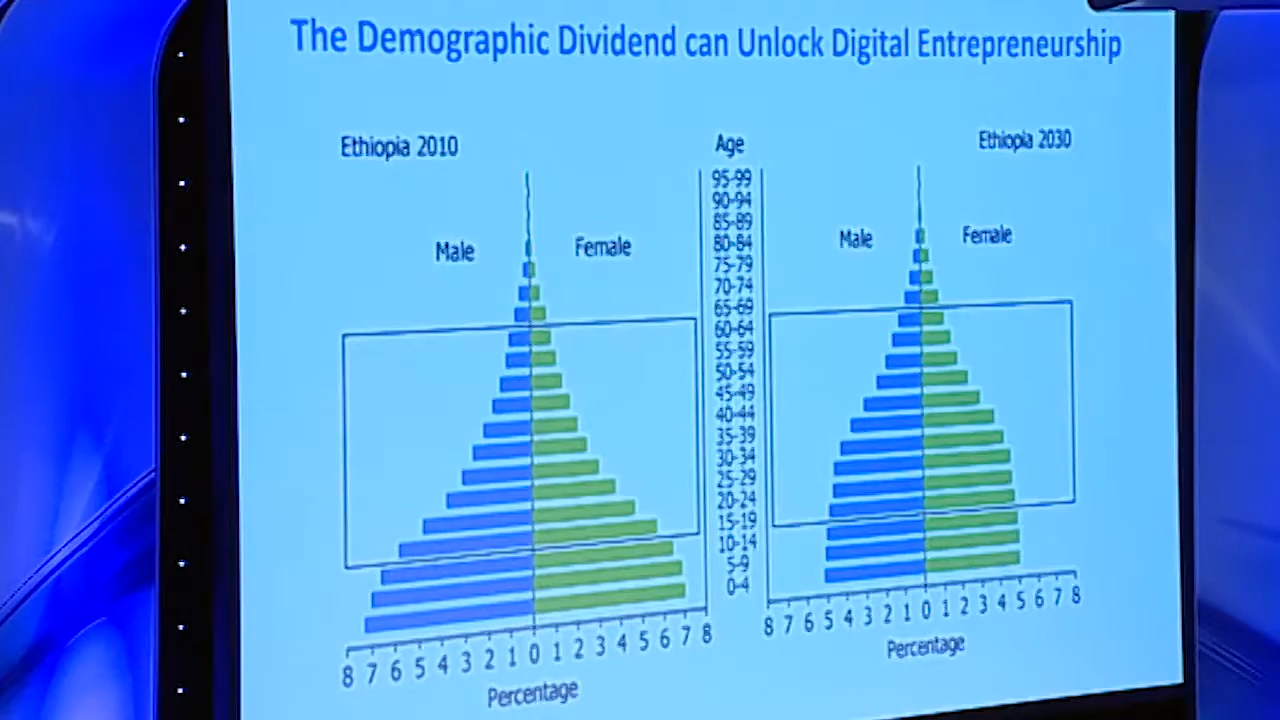 The Demographic Dividend can Unlock Digital Entrepreneurship
Ethiopia 2010
Age
Ethiopia 2030
95-99
90-94
85-89
80-84
75-79
70-74
65-69
60-64
55-59
50-54
45-49
40-44
35-39
30-34
25-29
20-24
15-19
10-14
5-9
0-4
Male
Female
Male
Female
8 7 6 5 4 3 2 1 0 1 2 3 4 5 6 7 8
Percentage
8 7 6 5 4 3 2 1 0 1 2 3 4 5 6 7 8
Percentage